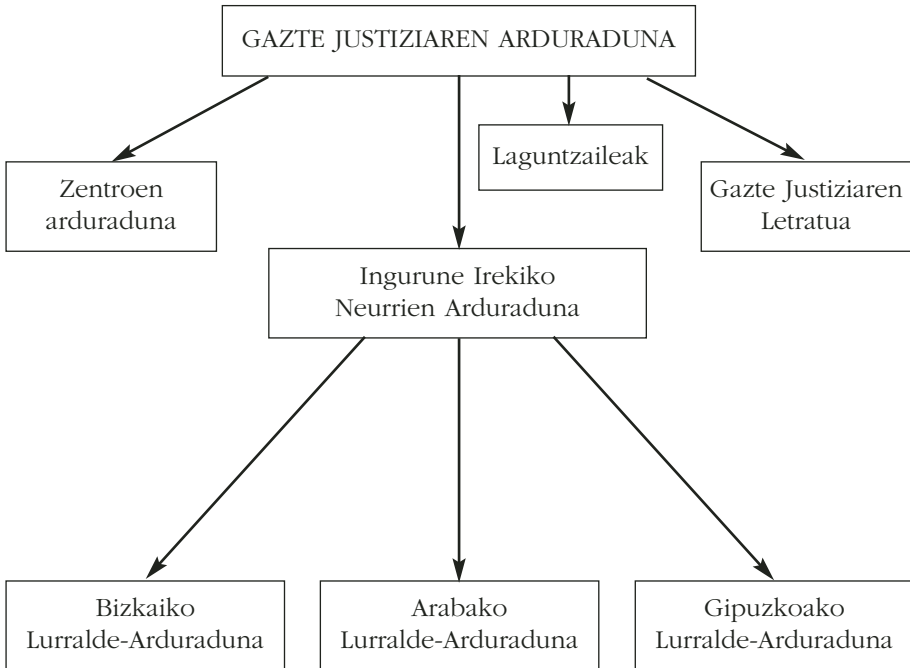 GAZTE JUSTIZIAREN ARDURADUNA
Laguntzaileak
Zentroen
arduraduna
Gazte Justiziaren
Letratua
Ingurune Irekiko
Neurrien Arduraduna
Bizkaiko
Lurralde-Arduraduna
Arabako
Lurralde-Arduraduna
Gipuzkoako
Lurralde-Arduraduna